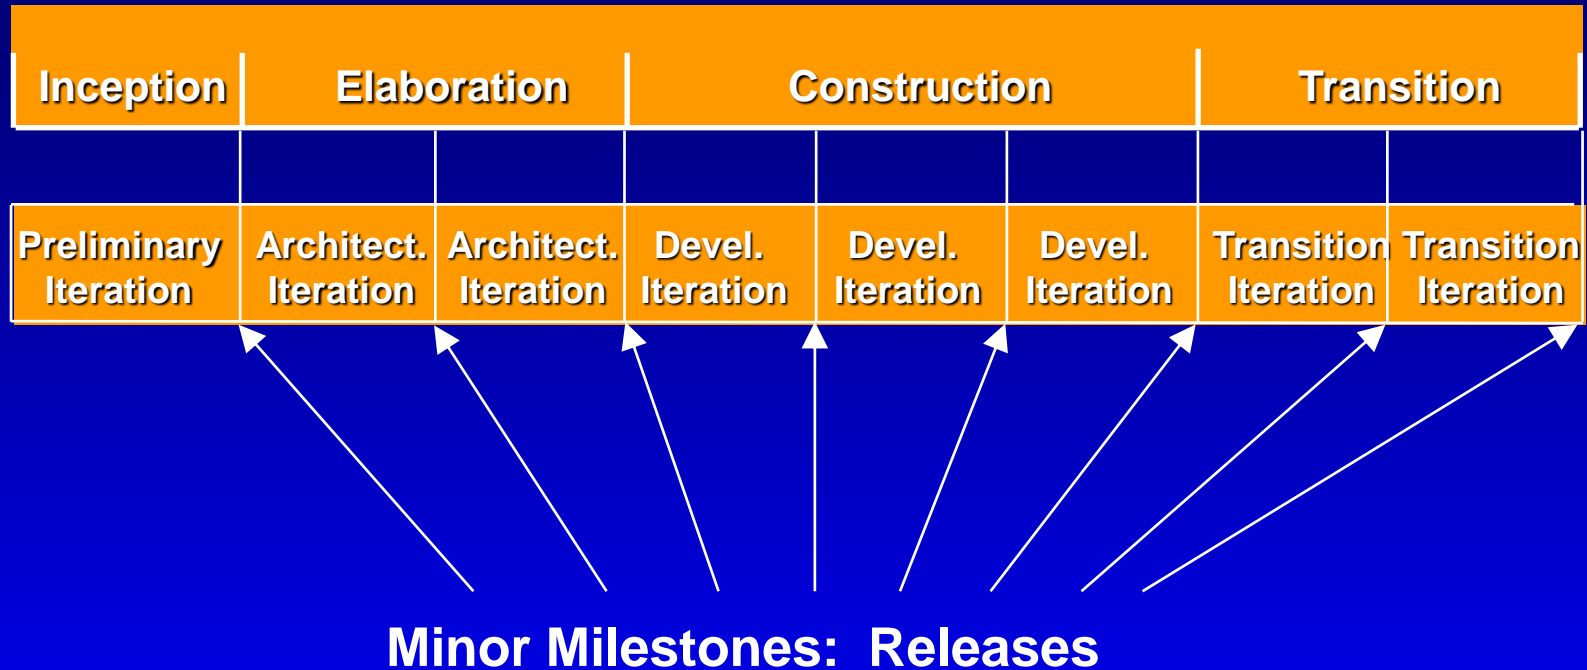 Inception Elaboration Construction Transition
Preliminary Iteration
Architect. Iteration
Architect. Iteration
Devel. Iteration
Devel. Iteration
Devel. Iteration
Transition Iteration
Transition Iteration
Minor Milestones: Releases